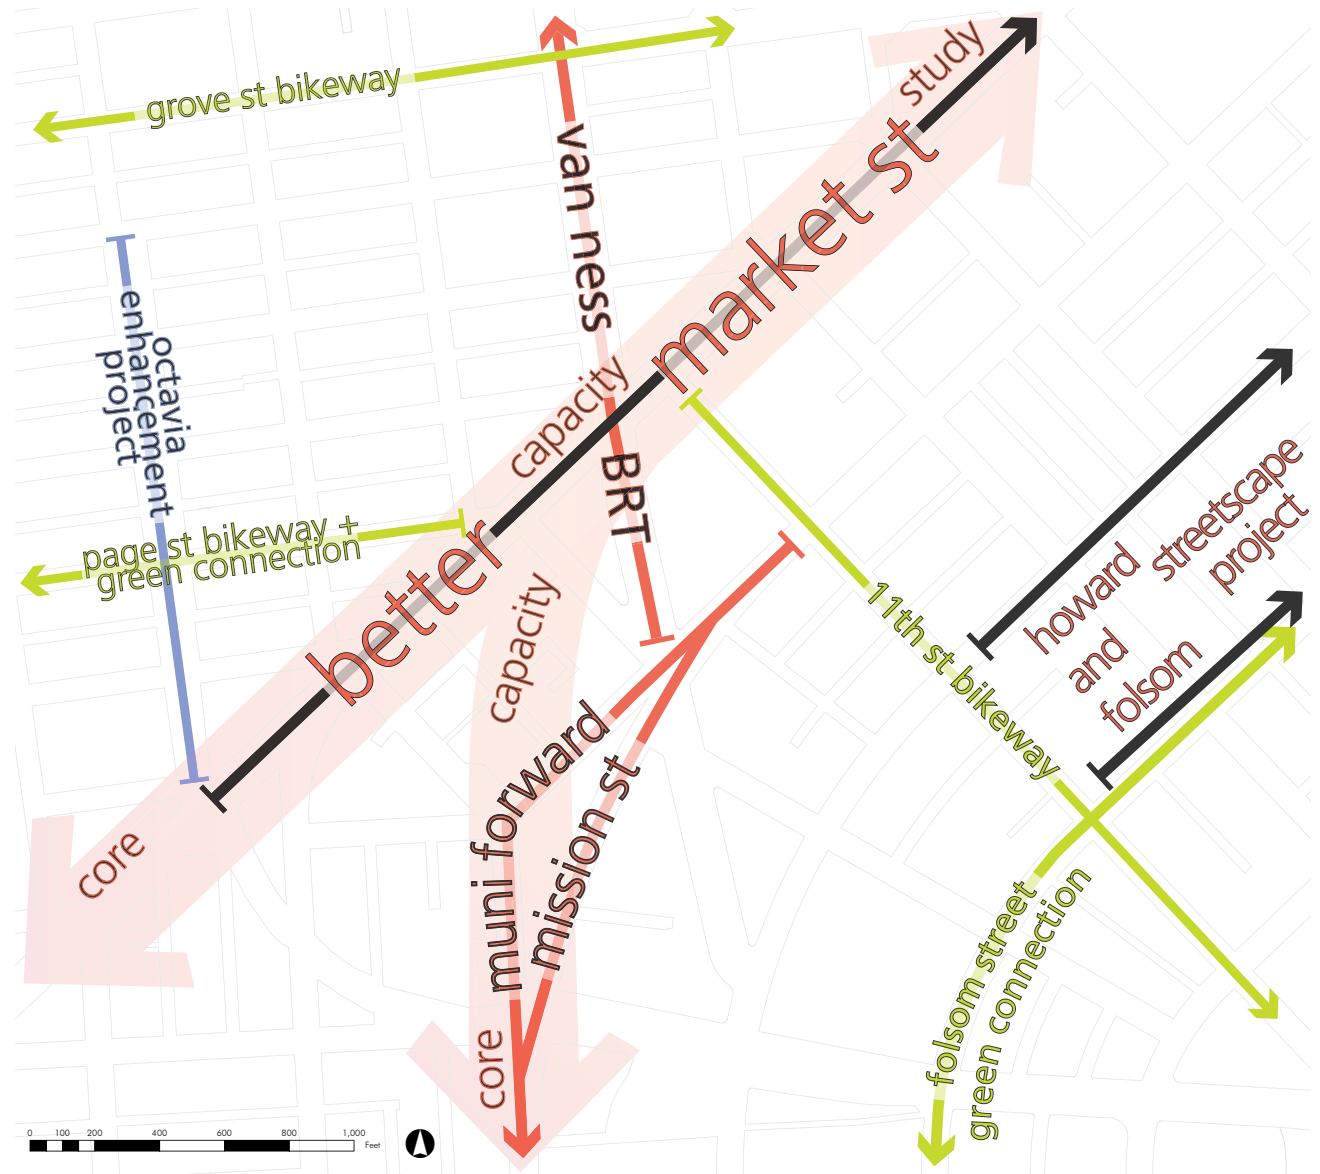 grove st bikeway
study
van ness
BRT
better market st
capacity
octavia
enhancement
project
page st bikeway +
green connection
capacity
core
muni forward
mission st
core
11th st bikeway
howard
and
folsom
streetscape
project
folsom street
green connection
0 100 200 400 600 800 1,000
Feet